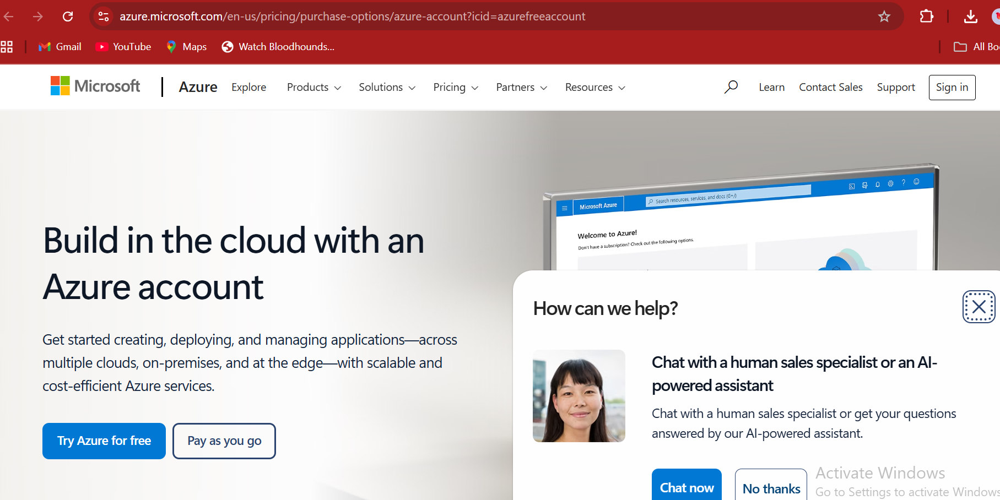 azure.microsoft.com/en-us/pricing/purchase-options/azure-account?icid=azurefreeaccount
Gmail YouTube Maps Watch Bloodhounds... All Boo
Microsoft Azure Explore Products Solutions Pricing Partners Resources Learn Contact Sales Support Sign in
Microsoft Azure Search resources, services, and docs (G+/)
Welcome to Azure!
Don't have a subscription? Check out the following options.
Build in the cloud with an
Azure account
Get started creating, deploying, and managing applications—across
multiple clouds, on-premises, and at the edge—with scalable and
cost-efficient Azure services.
Try Azure for free Pay as you go
How can we help?
Chat with a human sales specialist or an AI-
powered assistant
Chat with a human sales specialist or get your questions
answered by our AI-powered assistant.
Chat now No thanks
Activate Windows
Go to Settings to activate Windows